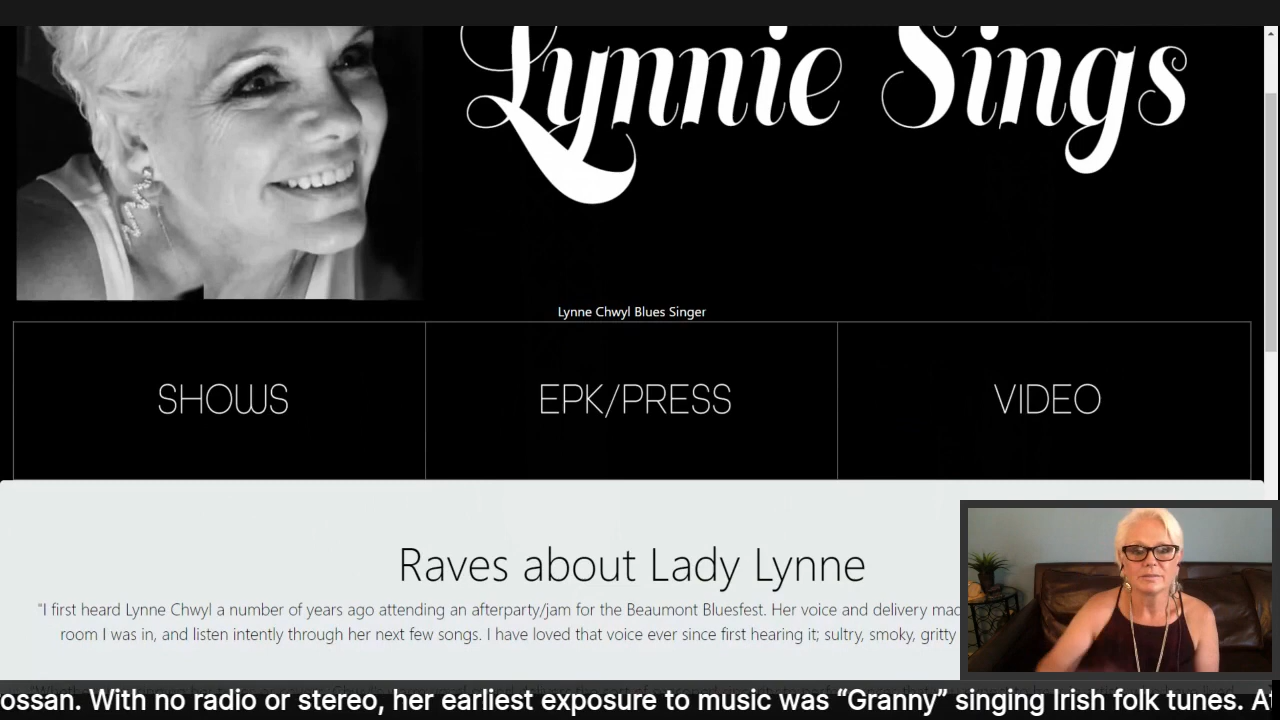 Lynnie Sings
Lynne Chwyl Blues Singer
SHOWS
EPK/PRESS
VIDEO
Raves about Lady Lynne
"I first heard Lynne Chwyl a number of years ago attending an afterparty/jam for the Beaumont Bluesfest. Her voice and delivery
room I was in, and listen intently through her next few songs. I have loved that voice ever since first hearing it; sultry, smoky, gritty
ossan. With no radio or stereo, her earliest exposure to music was “Granny” singing Irish folk tunes.